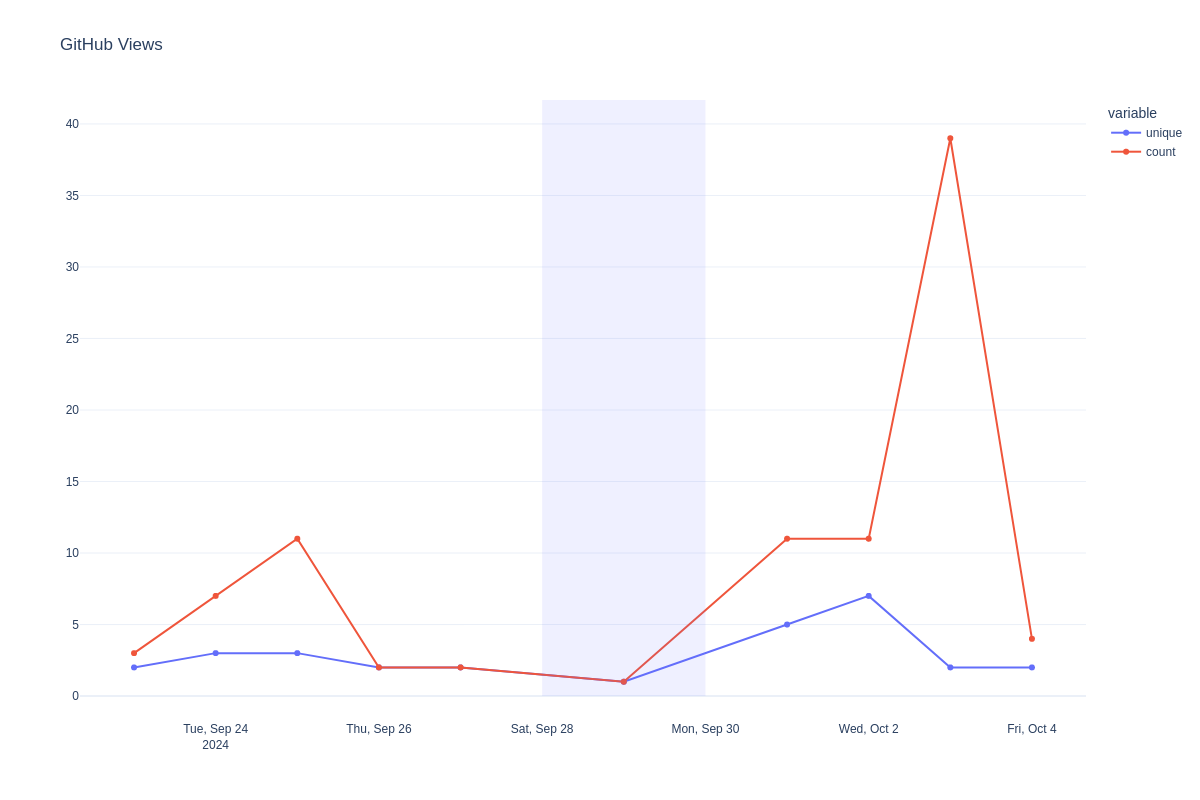 GitHub Views
variable
unique
count
40
35
30
25
20
15
10
5
0
Tue, Sep 24
2024
Thu, Sep 26
Sat, Sep 28
Mon, Sep 30
Wed, Oct 2
Fri, Oct 4